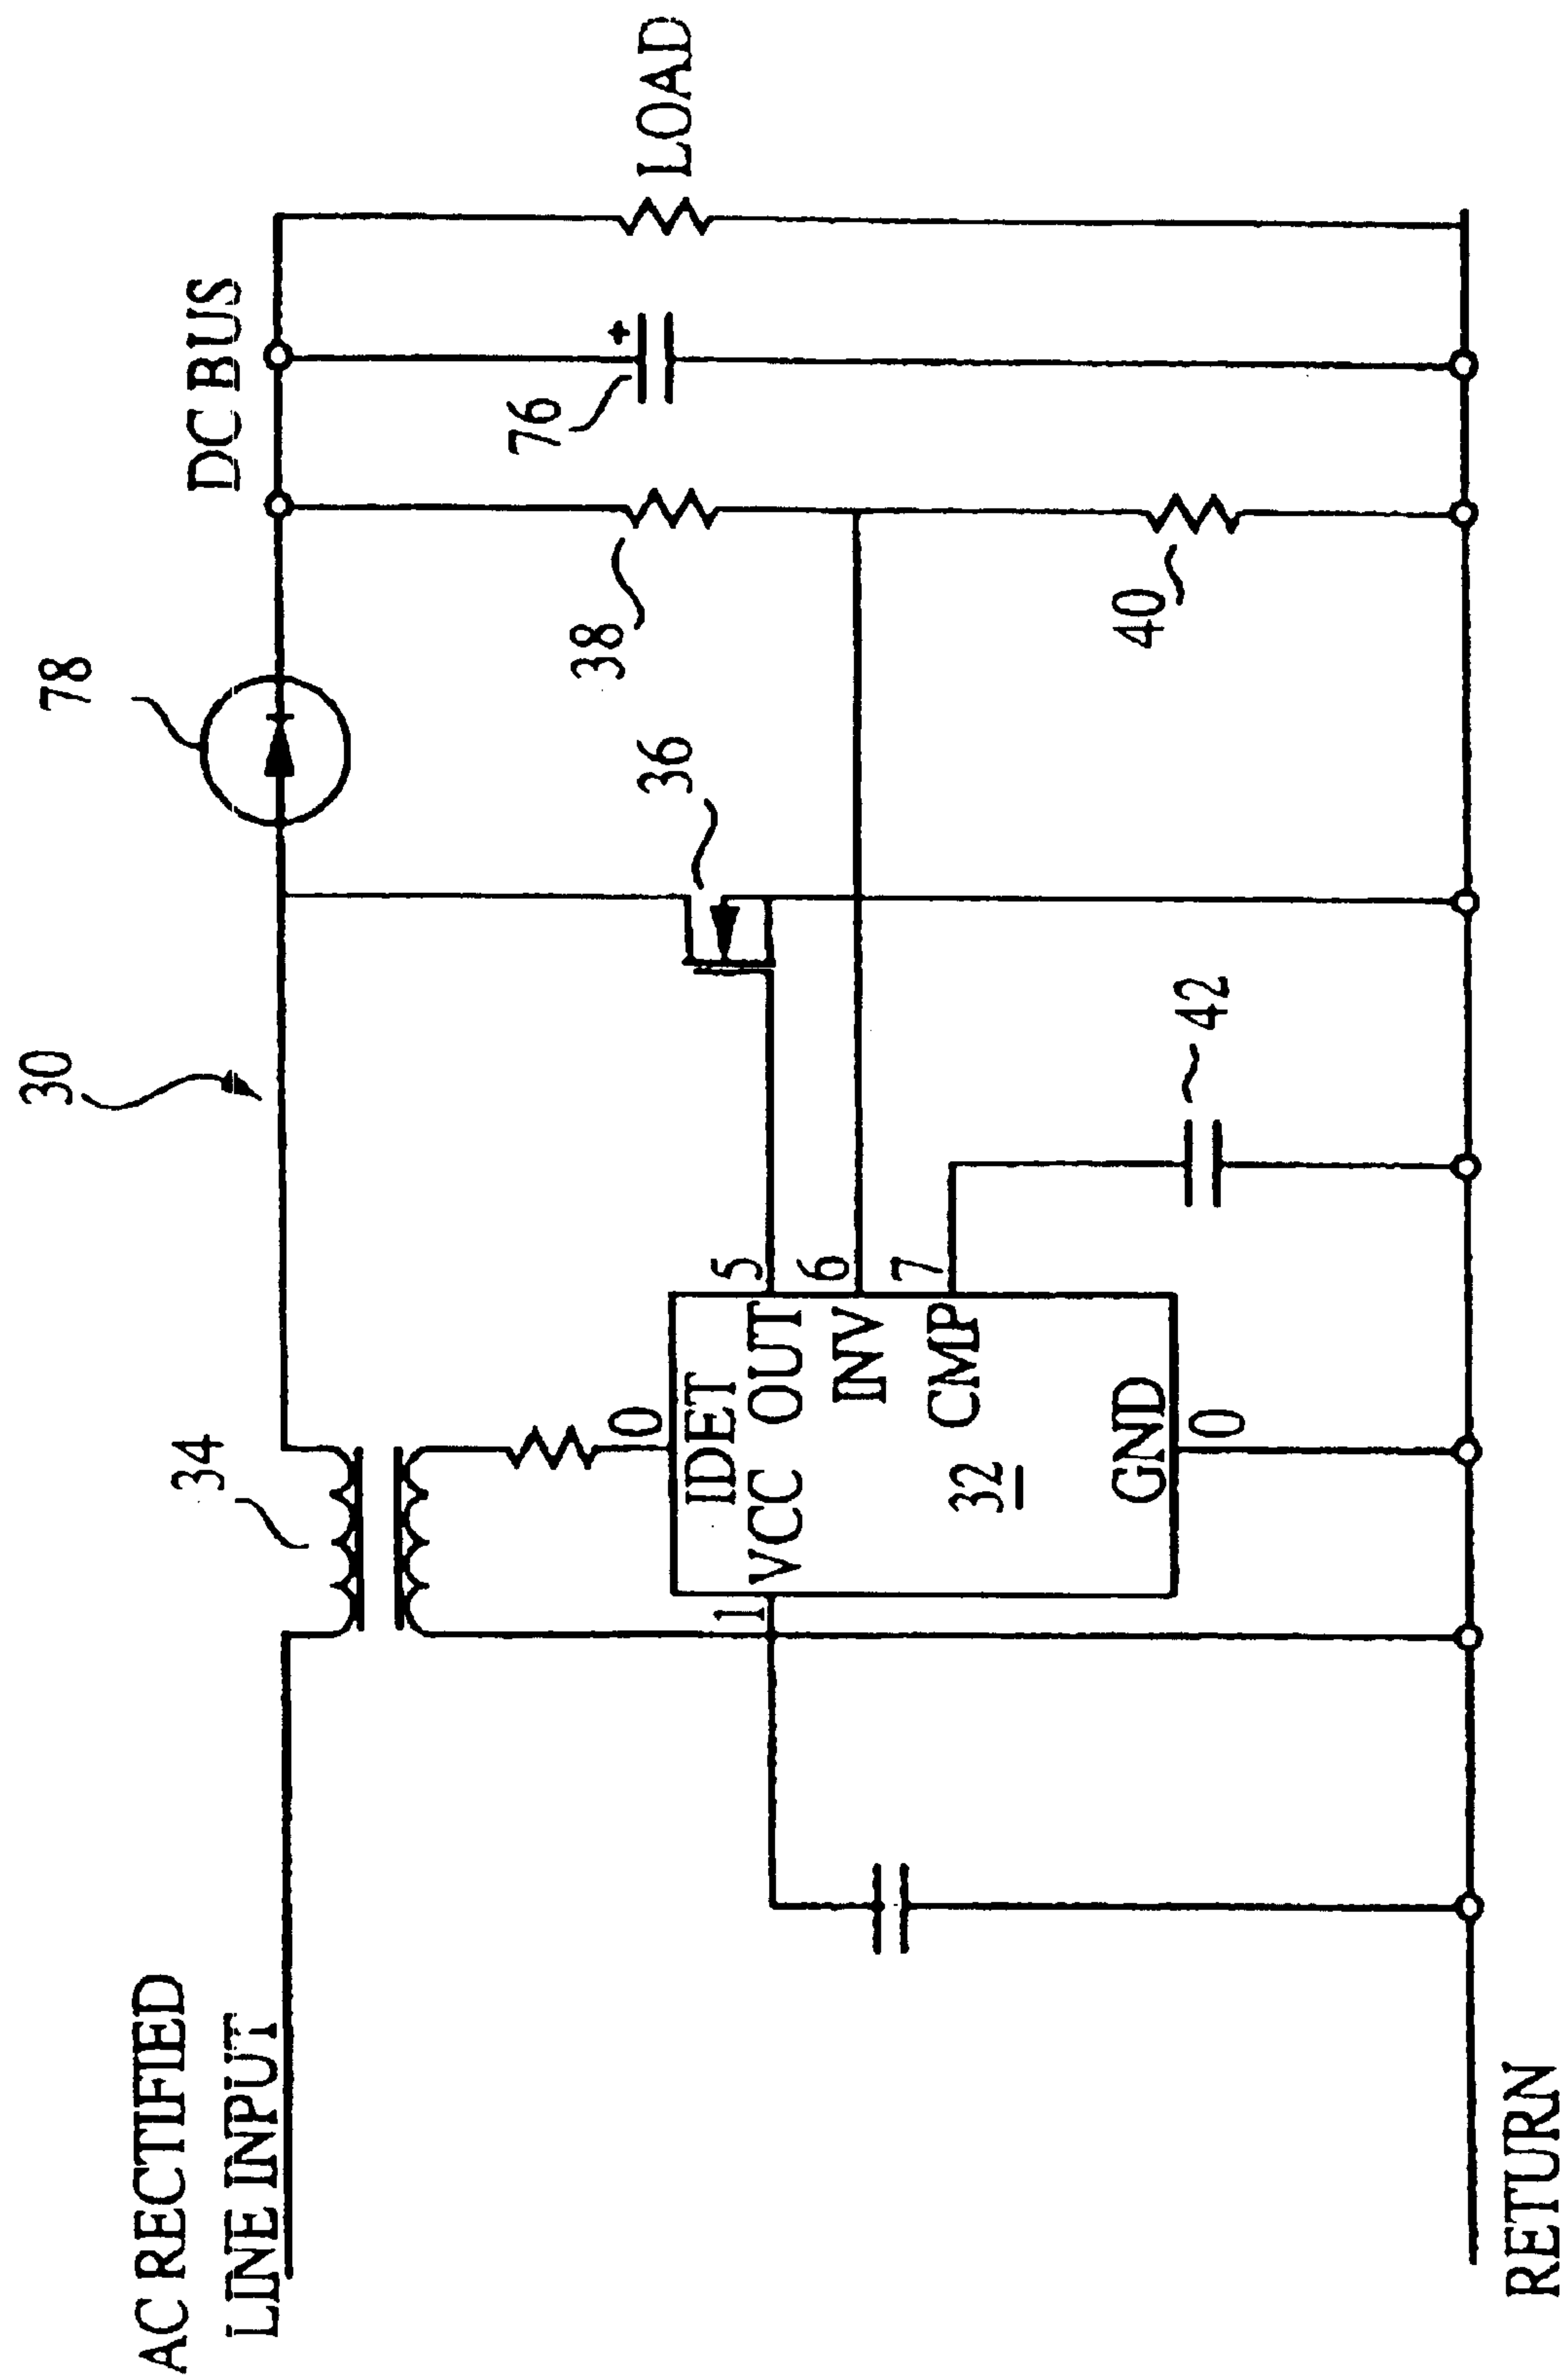 AC RECTIFIED
LINE INPUT
34
30
78
DC BUS
LOAD
76
38
36
40
42
0
IDET
1
VCC OUT
5
INV
6
CMP
7
32
GND
0
RETURN